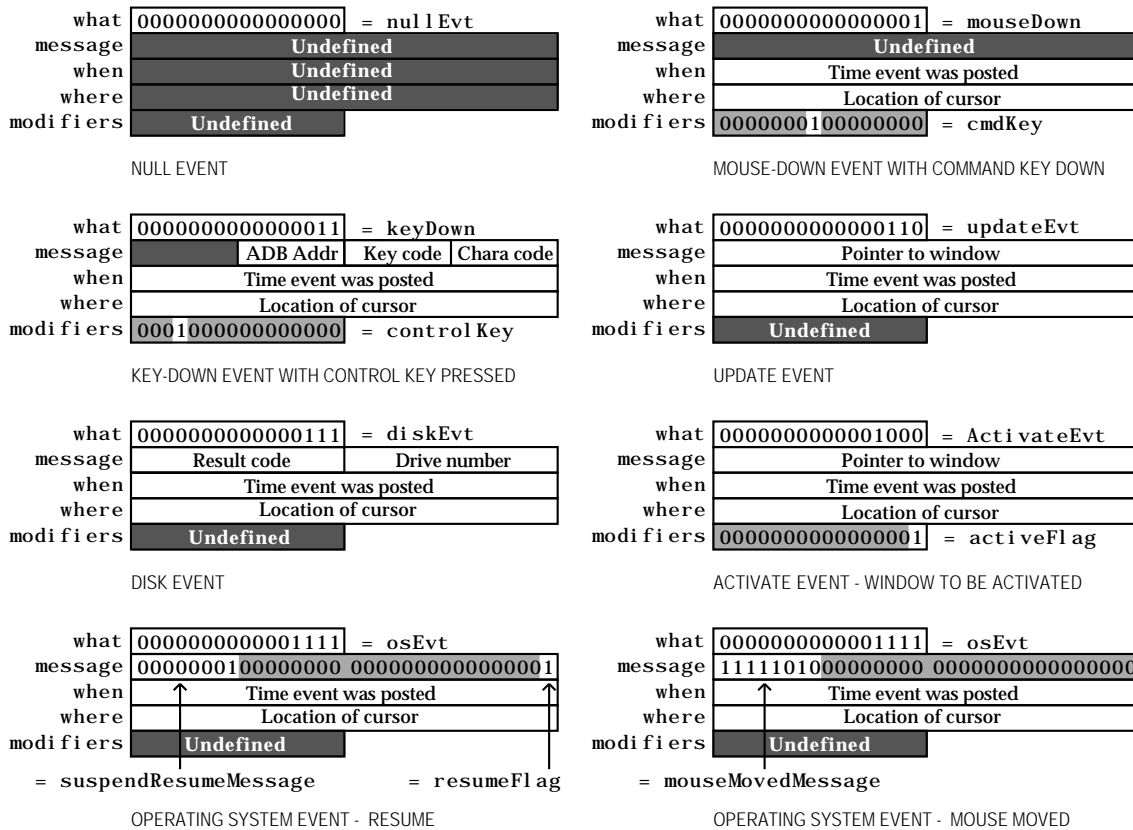 what 0000000000000000 = nullEvt
message Undefined
when Undefined
where Undefined
modifiers Undefined
NULL EVENT
what 0000000000000001 = mouseDown
message Undefined
when Time event was posted
where Location of cursor
modifiers 0000000100000000 = cmdKey
MOUSE-DOWN EVENT WITH COMMAND KEY DOWN
what 0000000000000011 = keyDown
message ADB Addr Key code Chara code
when Time event was posted
where Location of cursor
modifiers 0001000000000000 = controlKey
KEY-DOWN EVENT WITH CONTROL KEY PRESSED
what 0000000000000110 = updateEvt
message Pointer to window
when Time event was posted
where Location of cursor
modifiers Undefined
UPDATE EVENT
what 0000000000000111 = diskEvt
message Result code Drive number
when Time event was posted
where Location of cursor
modifiers Undefined
DISK EVENT
what 0000000000001000 = ActivateEvt
message Pointer to window
when Time event was posted
where Location of cursor
modifiers 0000000000000001 = activeFlag
ACTIVATE EVENT - WINDOW TO BE ACTIVATED
what 0000000000001111 = osEvt
message 0000000100000000 0000000000000001
when Time event was posted
where Location of cursor
modifiers Undefined
= suspendResumeMessage = resumeFlag
OPERATING SYSTEM EVENT - RESUME
what 0000000000001111 = osEvt
message 1111101000000000 0000000000000000
when Time event was posted
where Location of cursor
modifiers Undefined
= mouseMovedMessage
OPERATING SYSTEM EVENT - MOUSE MOVED